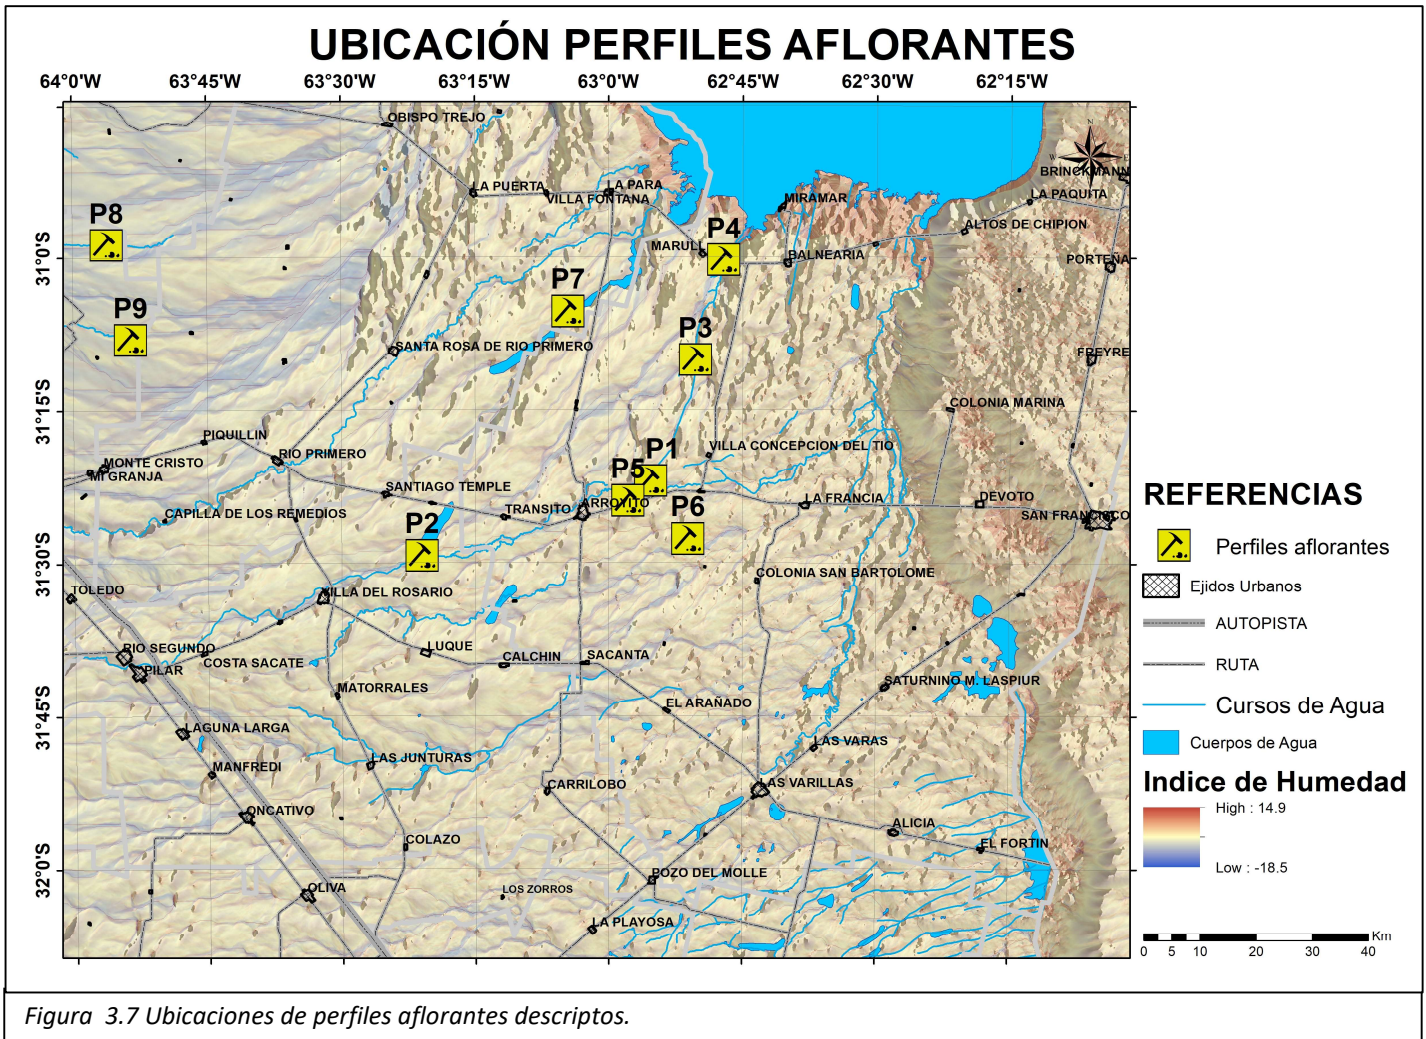 UBICACIÓN PERFILES AFLORANTES
64°0'W 63°45'W 63°30'W 63°15'W 63°0'W 62°45'W 62°30'W 62°15'W
OBISPO TREJO
N
W
E
S
BRINCKMANN
LA PUERTA
LA PARA
VILLA FONTANA
MIRAMAR
LA PAQUITA
P8
P4
ALTOS DE CHIPION
MARULL
BALNEARIA
PORTEÑA
31°0'S
P7
P9
P3
SANTA ROSA DE RIO PRIMERO
FREYRE
31°15'S
COLONIA MARINA
PIQUILLIN
VILLA CONCEPCION DEL TIO
RIO PRIMERO
P1
MONTE CRISTO
MI GRANJA
P5
SANTIAGO TEMPLE
LA FRANCIA
DEVOTO
CAPILLA DE LOS REMEDIOS
TRANSITO
ARROYITO
P6
SAN FRANCISCO
P2
31°30'S
COLONIA SAN BARTOLOME
TOLEDO
VILLA DEL ROSARIO
RIO SEGUNDO
LUQUE
COSTA SACATE
CALCHIN
SACANTA
PILAR
SATURNINO M. LASPIUR
MATORRALES
EL ARAÑADO
31°45'S
LAGUNA LARGA
LAS VARAS
LAS JUNTURAS
MANFREDI
CARRILOBO
LAS VARILLAS
ONCATIVO
ALICIA
COLAZO
EL FORTIN
32°0'S
POZO DEL MOLLE
OLIVA
LOS ZORROS
LA PLAYOSA
REFERENCIAS
Perfiles aflorantes
Ejidos Urbanos
AUTOPISTA
RUTA
Cursos de Agua
Cuerpos de Agua
Indice de Humedad
High : 14.9
Low : -18.5
Km
0 5 10 20 30 40
Figura 3.7 Ubicaciones de perfiles aflorantes descriptos.